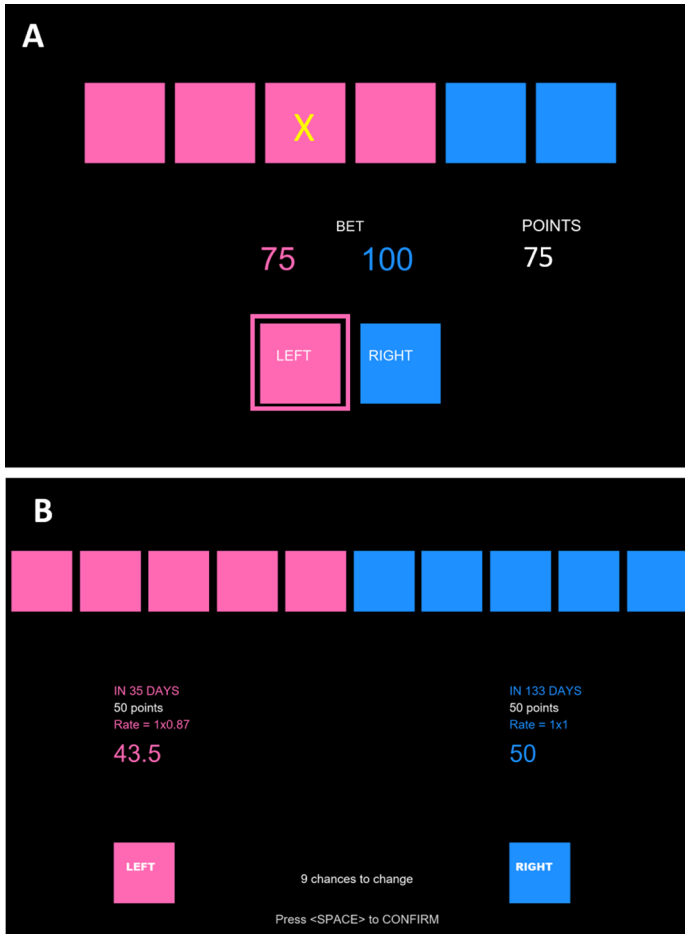 A
X
BET
POINTS
75 100
75
LEFT
RIGHT
B
IN 35 DAYS
50 points
Rate = 1x0.87
43.5
IN 133 DAYS
50 points
Rate = 1x1
50
LEFT
RIGHT
9 chances to change
Press <SPACE> to CONFIRM